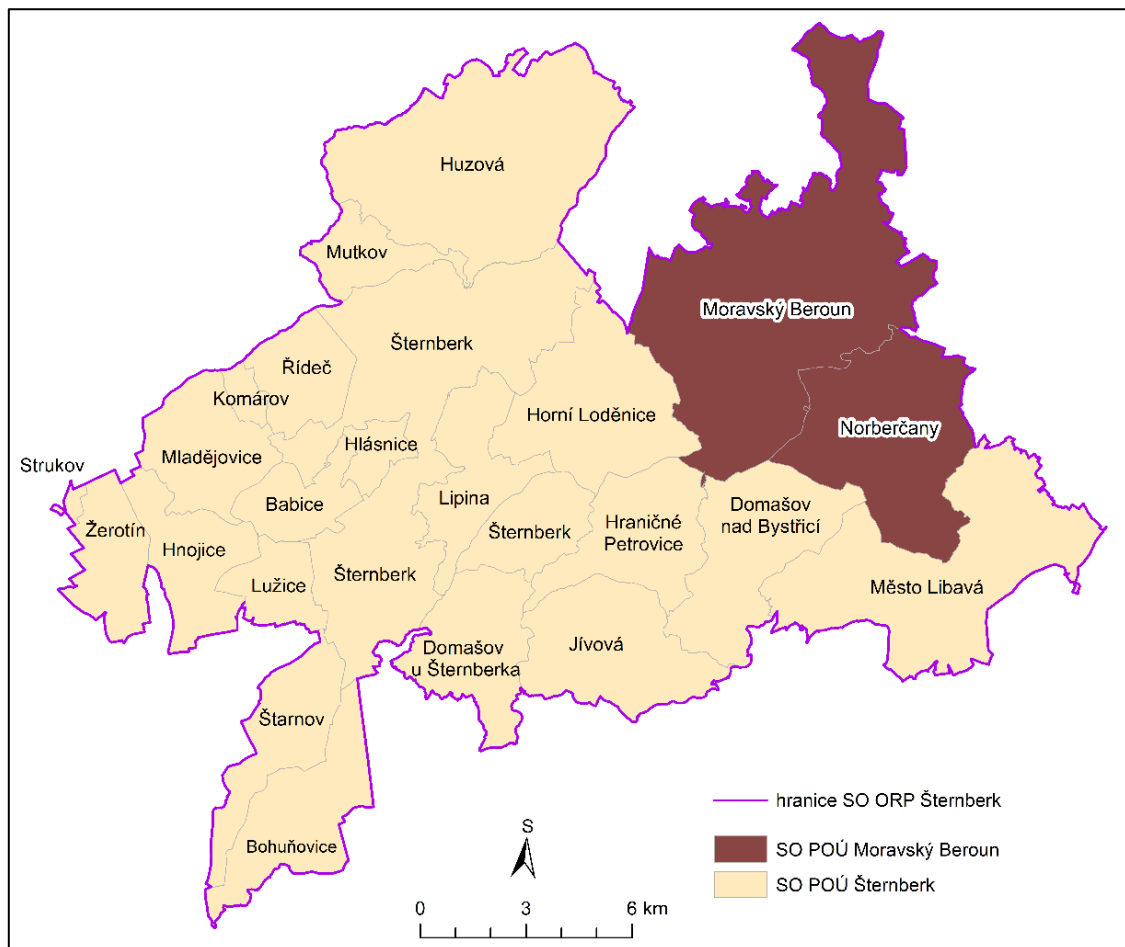 Huzová
Mutkov
Moravský Beroun
Šternberk
Řídeč
Komárov
Horní Loděnice
Norberčany
Hlásnice
Mladějovice
Strukov
Lipina
Babice
Domašov
nad Bystřicí
Žerotín
Šternberk
Hraničné
Petrovice
Hnojice
Šternberk
Lužice
Město Libavá
Domašov
u Šternberka
Jívová
Štarnov
Bohuňovice
hranice SO ORP Šternberk
SO POÚ Moravský Beroun
SO POÚ Šternberk
S
0 3 6 km